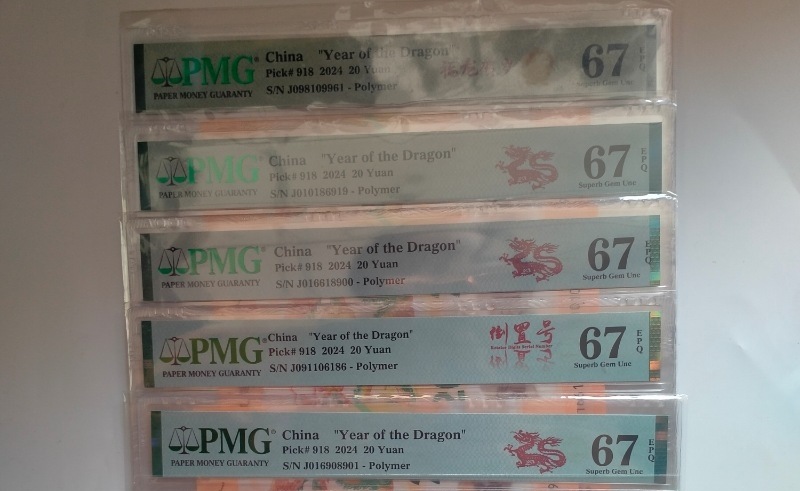 PMG® China "Year of the Dragon" 67 EPQ
Pick# 918 2024 20 Yuan
PAPER MONEY GUARANTY S/N J098109961 - Polymer Superb Gem Unc
PMG® China "Year of the Dragon" 67 EPQ
Pick# 918 2024 20 Yuan
PAPER MONEY GUARANTY S/N J010186919 - Polymer Superb Gem Unc
PMG® China "Year of the Dragon" 67 EPQ
Pick# 918 2024 20 Yuan
PAPER MONEY GUARANTY S/N J016618900 - Polymer Superb Gem Unc
PMG® China "Year of the Dragon" 倒置号 67 EPQ
Pick# 918 2024 20 Yuan
PAPER MONEY GUARANTY S/N J091106186 - Polymer Superb Gem Unc
PMG® China "Year of the Dragon" 67 EPQ
Pick# 918 2024 20 Yuan
PAPER MONEY GUARANTY S/N J016908901 - Polymer Superb Gem Unc